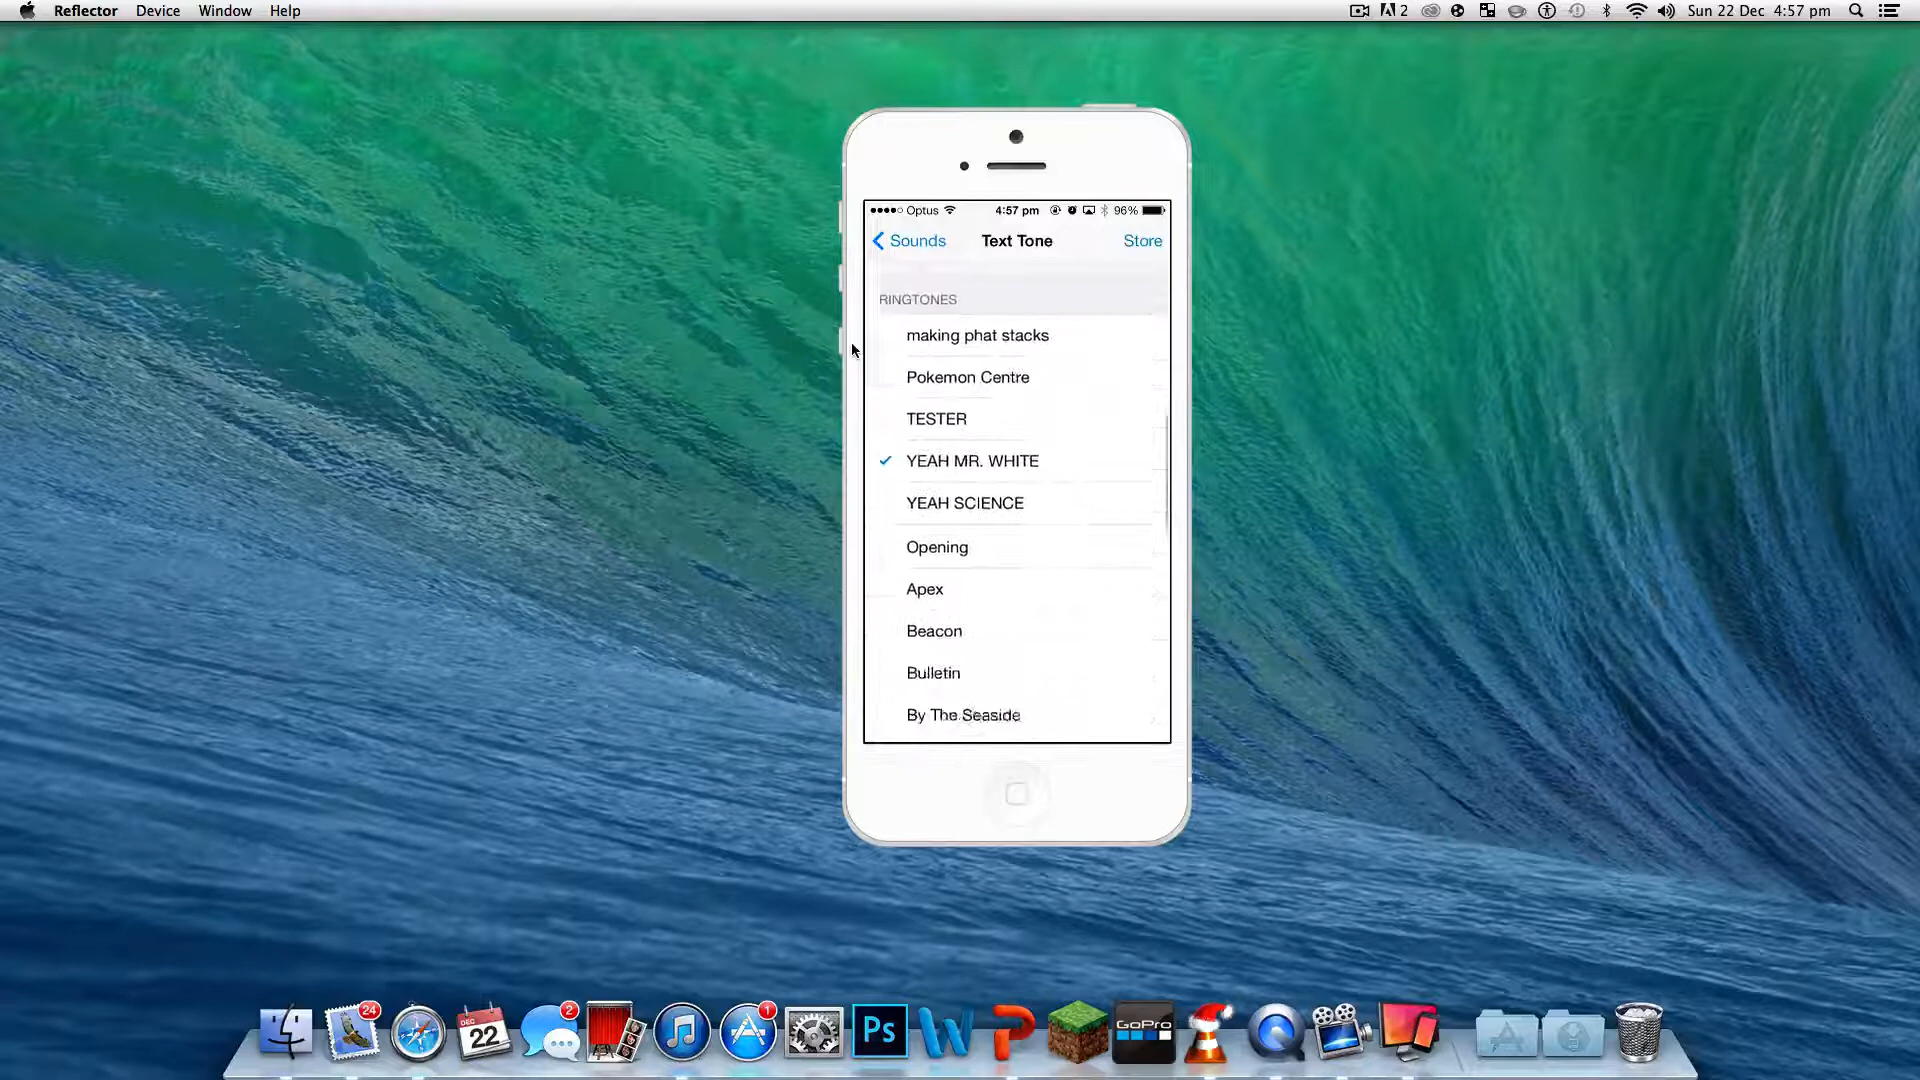 Reflector Device Window Help
2 Sun 22 Dec 4:57 pm
Optus 4:57 pm 96%
Sounds Text Tone Store
RINGTONES
making phat stacks
Pokemon Centre
TESTER
YEAH MR. WHITE
YEAH SCIENCE
Opening
Apex
Beacon
Bulletin
By The Seaside
24 DEC 22 2 1 Ps W P GoPro